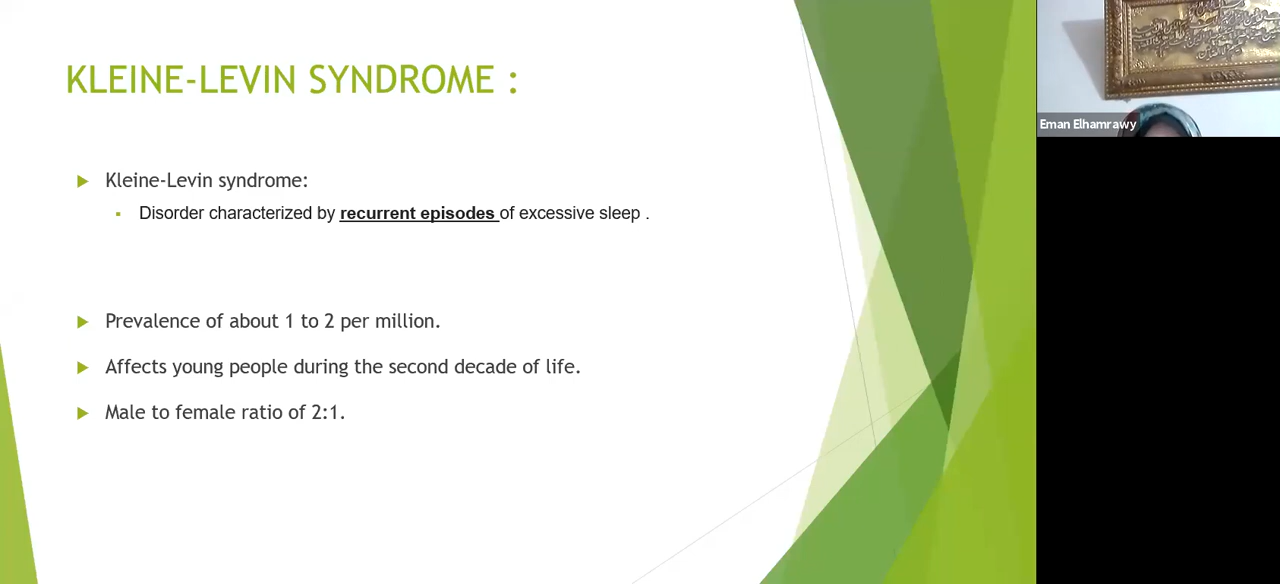 KLEINE-LEVIN SYNDROME :
Kleine-Levin syndrome:
Disorder characterized by recurrent episodes of excessive sleep .
Prevalence of about 1 to 2 per million.
Affects young people during the second decade of life.
Male to female ratio of 2:1.
Eman Elhamrawy